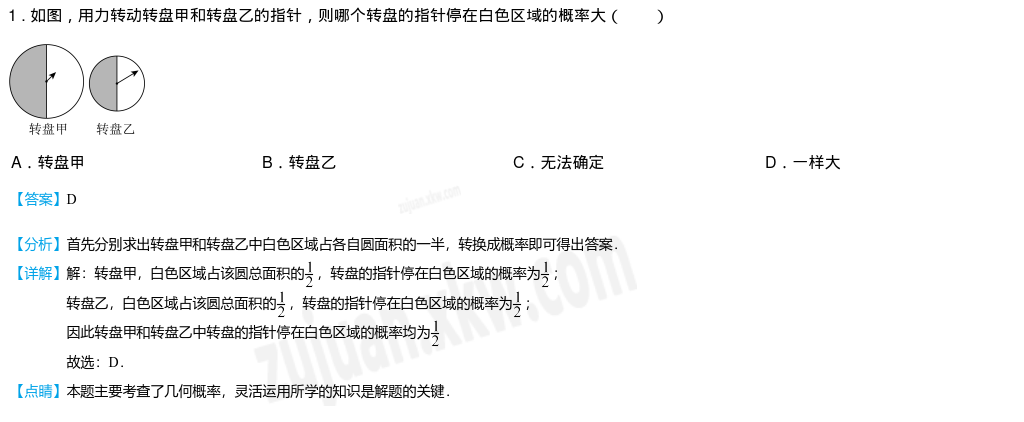 1．如图，用力转动转盘甲和转盘乙的指针，则哪个转盘的指针停在白色区域的概率大（　　）
转盘甲　转盘乙
A．转盘甲　B．转盘乙　C．无法确定　D．一样大
【答案】D
zujuan.xkw.com
【分析】首先分别求出转盘甲和转盘乙中白色区域占各自圆面积的一半，转换成概率即可得出答案．
【详解】解：转盘甲，白色区域占该圆总面积的1/2，转盘的指针停在白色区域的概率为1/2；
转盘乙，白色区域占该圆总面积的1/2，转盘的指针停在白色区域的概率为1/2；
因此转盘甲和转盘乙中转盘的指针停在白色区域的概率均为1/2
故选：D．
zujuan.xkw.com
【点睛】本题主要考查了几何概率，灵活运用所学的知识是解题的关键．